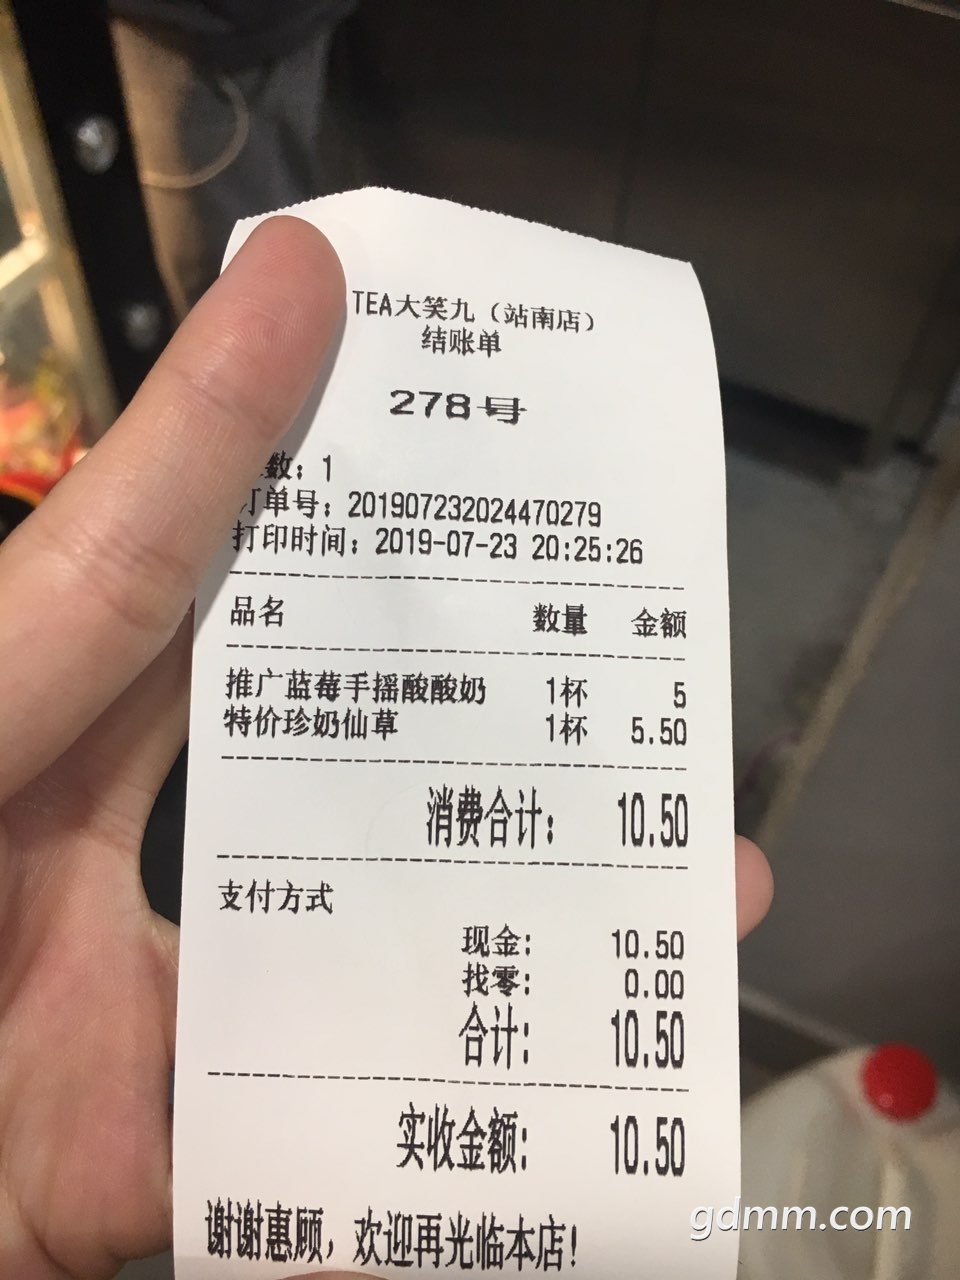 TEA大笑九（站南店）
结账单
278号
数：1
订单号：201907232024470279
打印时间：2019-07-23 20:25:26
品名 数量 金额
推广蓝莓手摇酸酸奶 1杯 5
特价珍奶仙草 1杯 5.50
消费合计： 10.50
支付方式
现金： 10.50
找零： 0.00
合计： 10.50
实收金额： 10.50
谢谢惠顾，欢迎再光临本店！
gdmm.com